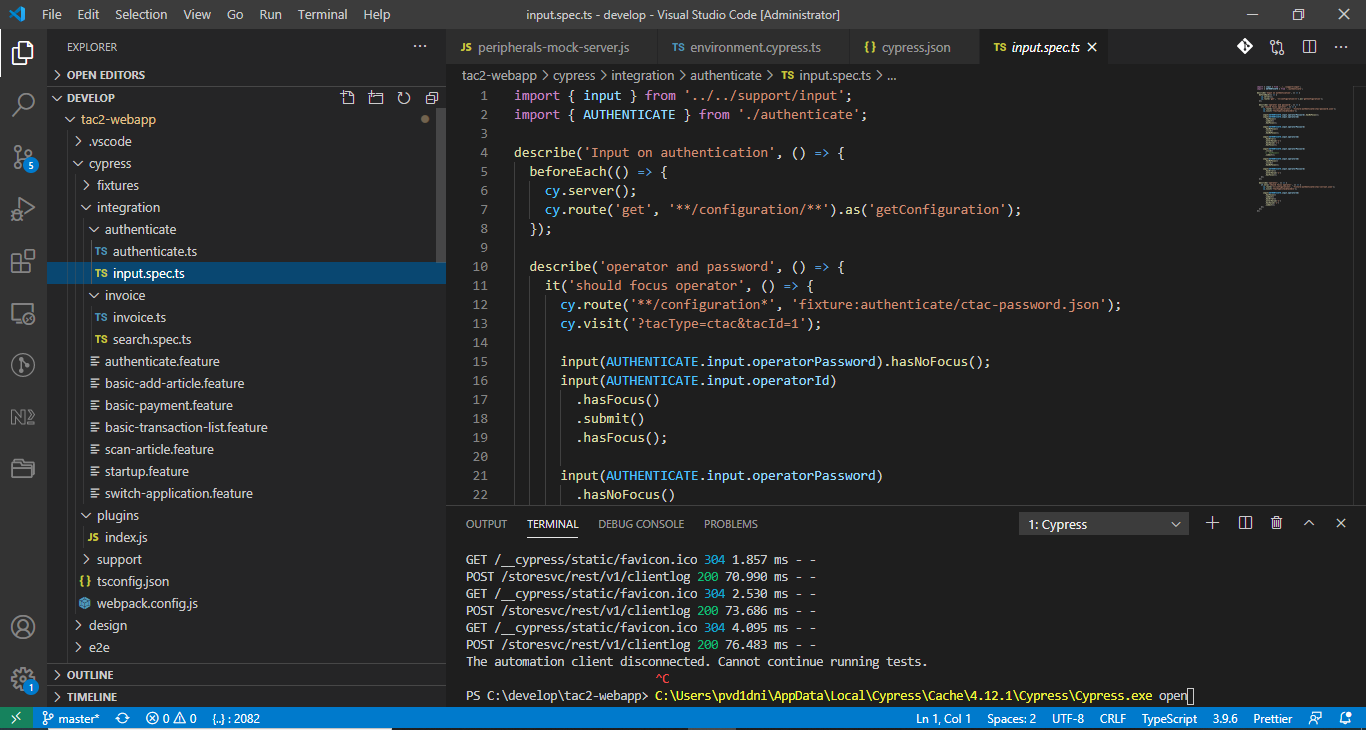 File Edit Selection View Go Run Terminal Help
input.spec.ts - develop - Visual Studio Code [Administrator]
EXPLORER
OPEN EDITORS
DEVELOP
tac2-webapp
.vscode
cypress
fixtures
integration
authenticate
TS authenticate.ts
TS input.spec.ts
invoice
TS invoice.ts
TS search.spec.ts
authenticate.feature
basic-add-article.feature
basic-payment.feature
basic-transaction-list.feature
scan-article.feature
startup.feature
switch-application.feature
plugins
JS index.js
support
{} tsconfig.json
webpack.config.js
design
e2e
OUTLINE
TIMELINE
5
1
JS peripherals-mock-server.js
TS environment.cypress.ts
{} cypress.json
TS input.spec.ts
tac2-webapp > cypress > integration > authenticate > TS input.spec.ts > ...
1 import { input } from '../../support/input';
2 import { AUTHENTICATE } from './authenticate';
3
4 describe('Input on authentication', () => {
5 beforeEach(() => {
6 cy.server();
7 cy.route('get', '**/configuration/**').as('getConfiguration');
8 });
9
10 describe('operator and password', () => {
11 it('should focus operator', () => {
12 cy.route('**/configuration*', 'fixture:authenticate/ctac-password.json');
13 cy.visit('?tacType=ctac&tacId=1');
14
15 input(AUTHENTICATE.input.operatorPassword).hasNoFocus();
16 input(AUTHENTICATE.input.operatorId)
17 .hasFocus()
18 .submit()
19 .hasFocus();
20
21 input(AUTHENTICATE.input.operatorPassword)
22 .hasNoFocus()
OUTPUT TERMINAL DEBUG CONSOLE PROBLEMS
1: Cypress
GET /__cypress/static/favicon.ico 304 1.857 ms - -
POST /storesvc/rest/v1/clientlog 200 70.990 ms - -
GET /__cypress/static/favicon.ico 304 2.530 ms - -
POST /storesvc/rest/v1/clientlog 200 73.686 ms - -
GET /__cypress/static/favicon.ico 304 4.095 ms - -
POST /storesvc/rest/v1/clientlog 200 76.483 ms - -
The automation client disconnected. Cannot continue running tests.
^C
PS C:\develop\tac2-webapp> C:\Users\pvd1dni\AppData\Local\Cypress\Cache\4.12.1\Cypress\Cypress.exe open
master* 0 0 {..} : 2082
Ln 1, Col 1 Spaces: 2 UTF-8 CRLF TypeScript 3.9.6 Prettier